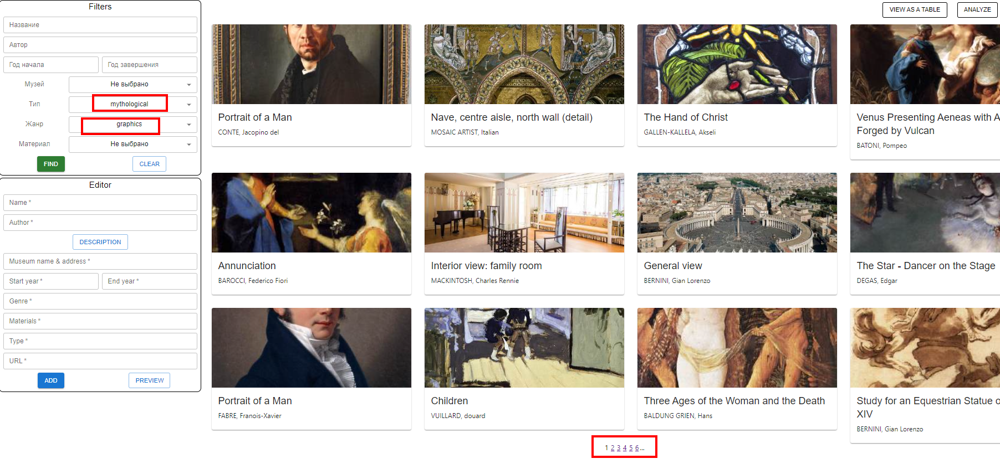 Filters
Название
Автор
Год начала
Год завершения
Музей
Не выбрано
Тип
mythological
Жанр
graphics
Материал
Не выбрано
FIND
CLEAR
Editor
Name *
Author *
DESCRIPTION
Museum name & address *
Start year *
End year *
Genre *
Materials *
Type *
URL *
ADD
PREVIEW
VIEW AS A TABLE
ANALYZE
Portrait of a Man
CONTE, Jacopino del
Nave, centre aisle, north wall (detail)
MOSAIC ARTIST, Italian
The Hand of Christ
GALLEN-KALLELA, Akseli
Venus Presenting Aeneas with A
Forged by Vulcan
BATONI, Pompeo
Annunciation
BAROCCI, Federico Fiori
Interior view: family room
MACKINTOSH, Charles Rennie
General view
BERNINI, Gian Lorenzo
The Star - Dancer on the Stage
DEGAS, Edgar
Portrait of a Man
FABRE, Franois-Xavier
Children
VUILLARD, douard
Three Ages of the Woman and the Death
BALDUNG GRIEN, Hans
Study for an Equestrian Statue o
XIV
BERNINI, Gian Lorenzo
1 2 3 4 5 6 ...